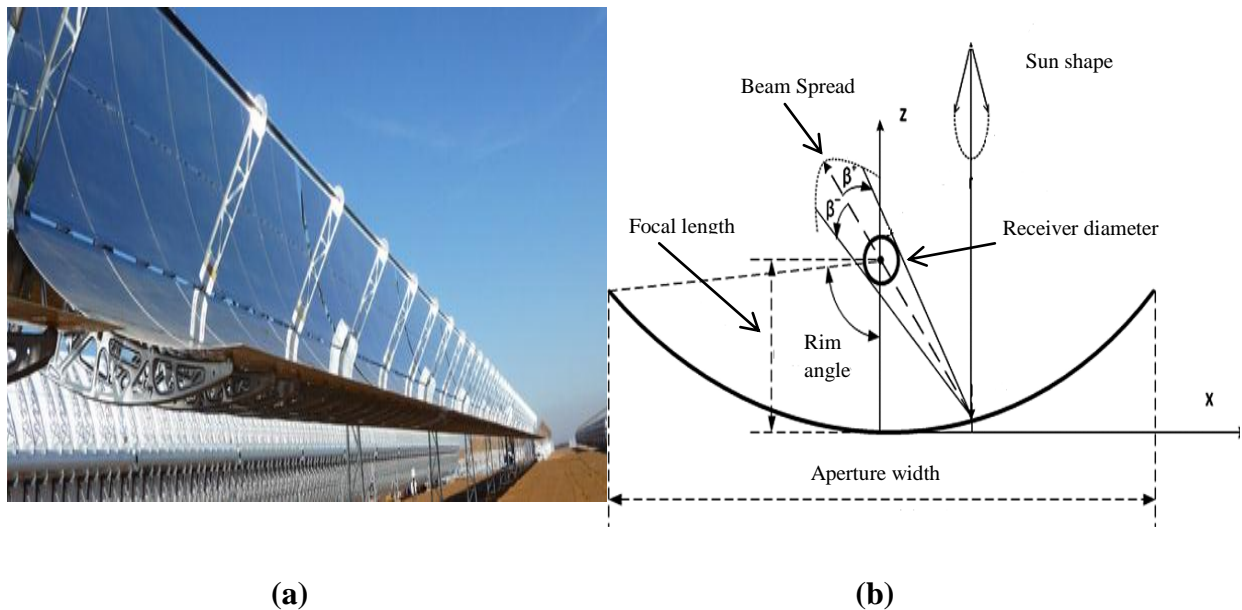 Sun shape
Beam Spread
z
β⁺
β⁻
Focal length
Receiver diameter
Rim
angle
x
Aperture width
(a)
(b)